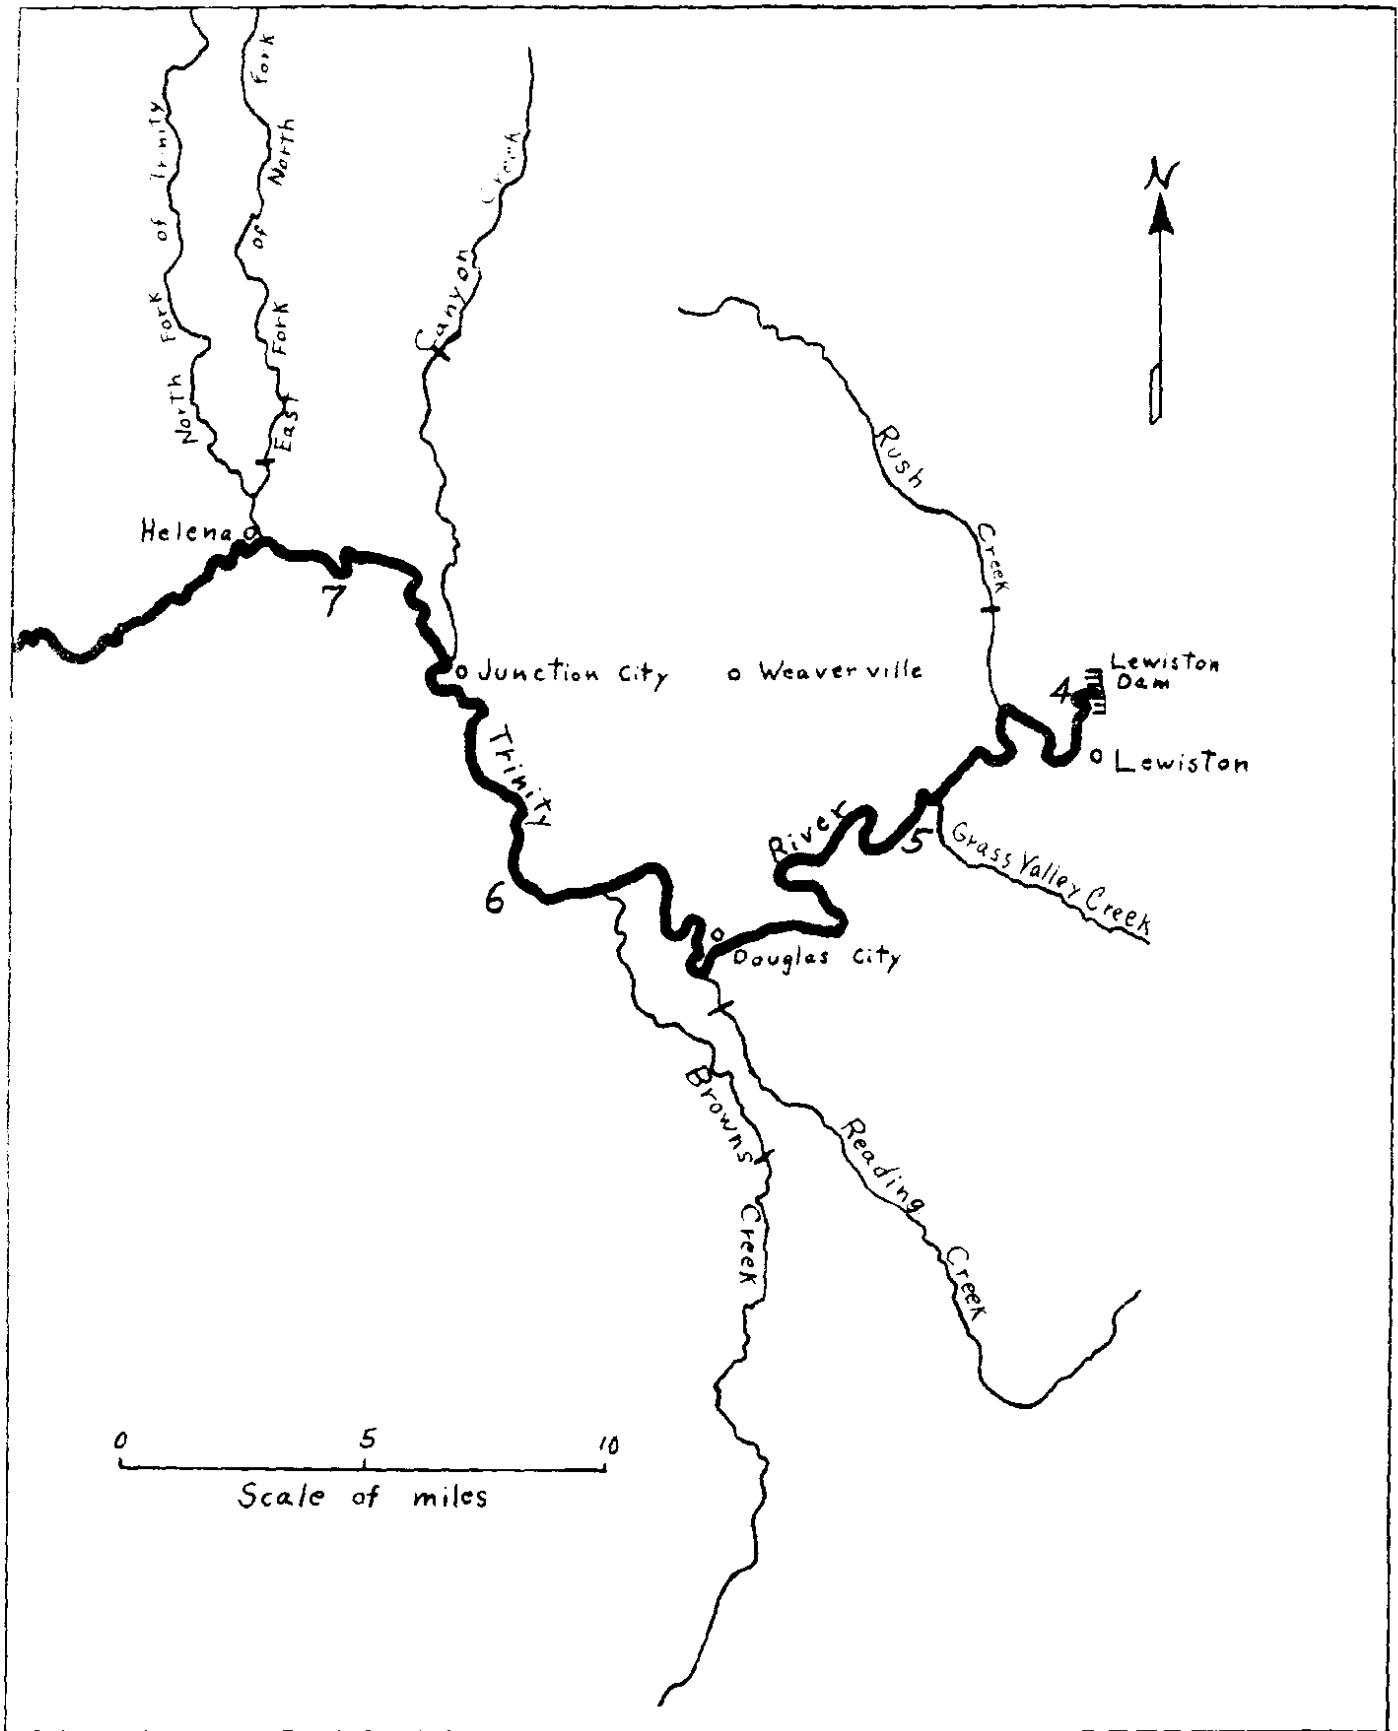 North Fork of Trinity
East Fork of North Fork
Canyon Creek
N
Rush Creek
Helena
7
Junction City
Weaverville
4
Lewiston
Dam
Lewiston
Trinity River
5
Grass Valley Creek
6
Douglas City
Browns Creek
Reading Creek
0 5 10
Scale of miles